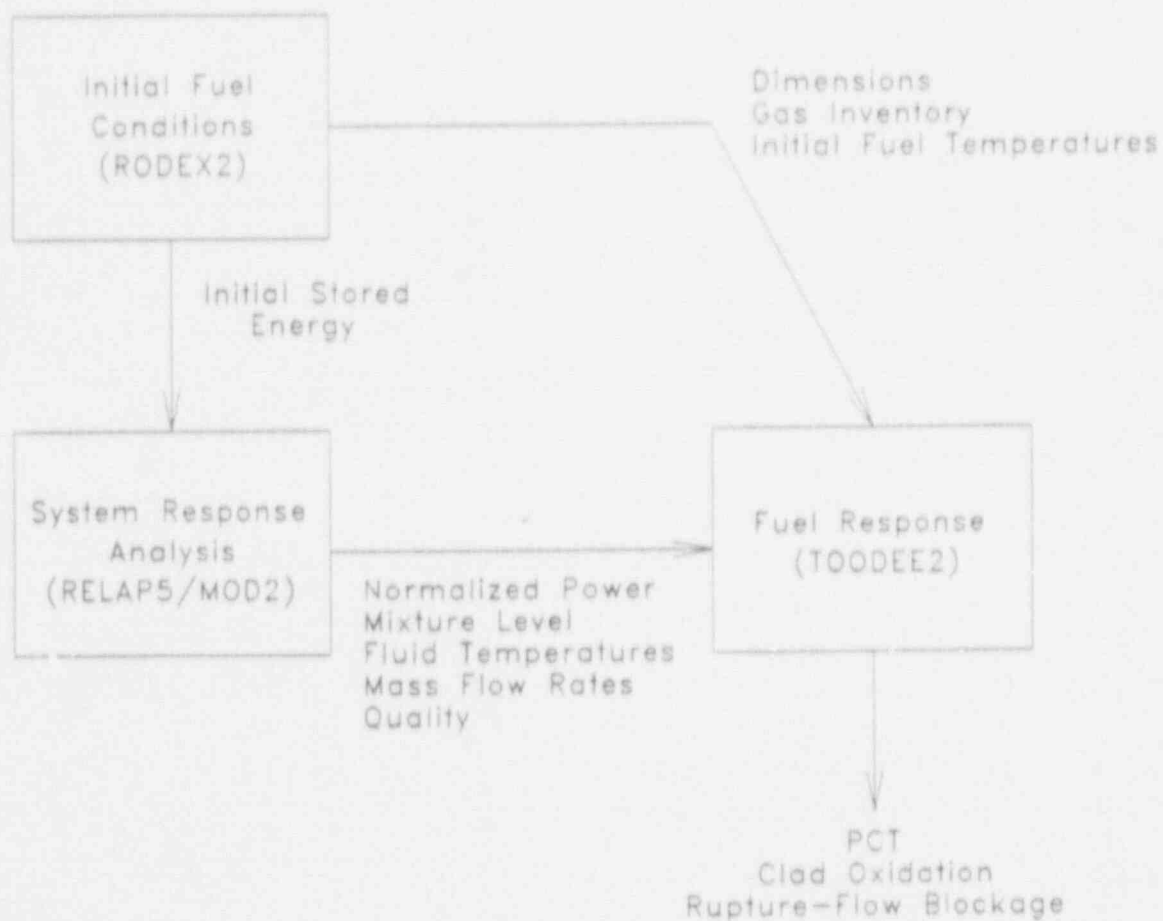 Initial Fuel
Conditions
(RODEX2)
Dimensions
Gas Inventory
Initial Fuel Temperatures
Initial Stored
Energy
System Response
Analysis
(RELAP5/MOD2)
Normalized Power
Mixture Level
Fluid Temperatures
Mass Flow Rates
Quality
Fuel Response
(TOODEE2)
PCT
Clad Oxidation
Rupture-Flow Blockage